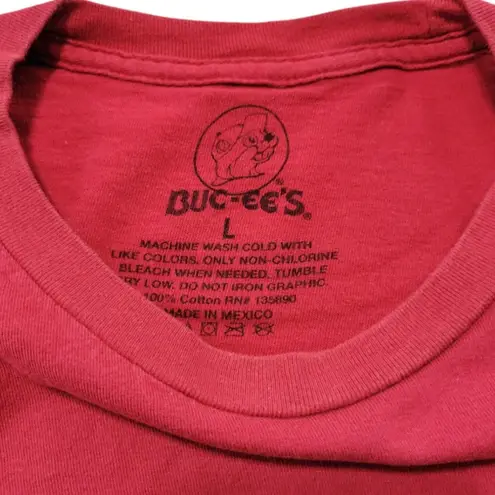 BUC-EE'S®
L
MACHINE WASH COLD WITH
LIKE COLORS. ONLY NON-CHLORINE
BLEACH WHEN NEEDED. TUMBLE
RY LOW. DO NOT IRON GRAPHIC.
100% Cotton RN# 135890
MADE IN MEXICO